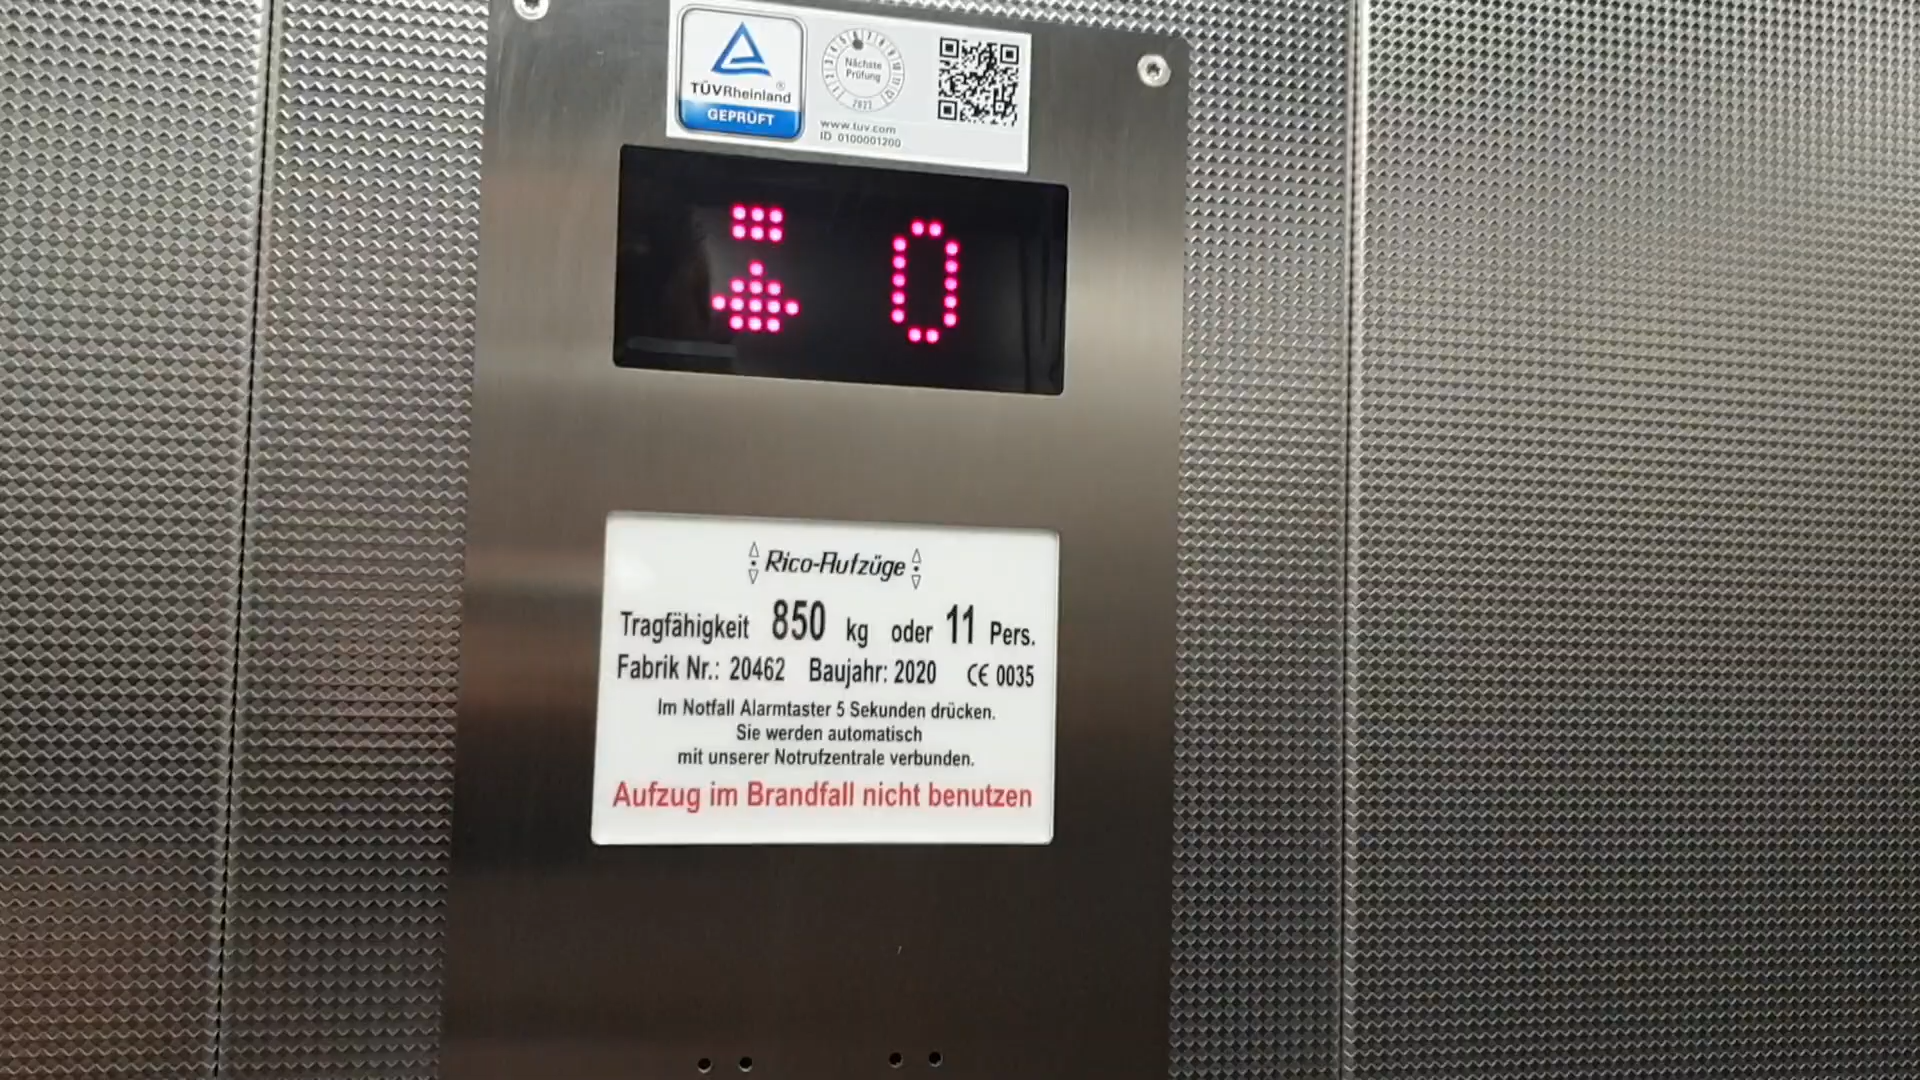 TÜVRheinland®
GEPRÜFT
Nächste
Prüfung
2023
www.tuv.com
ID 0100001200
0
Rico-Aufzüge
Tragfähigkeit 850 kg oder 11 Pers.
Fabrik Nr.: 20462 Baujahr: 2020 CE 0035
Im Notfall Alarmtaster 5 Sekunden drücken.
Sie werden automatisch
mit unserer Notrufzentrale verbunden.
Aufzug im Brandfall nicht benutzen